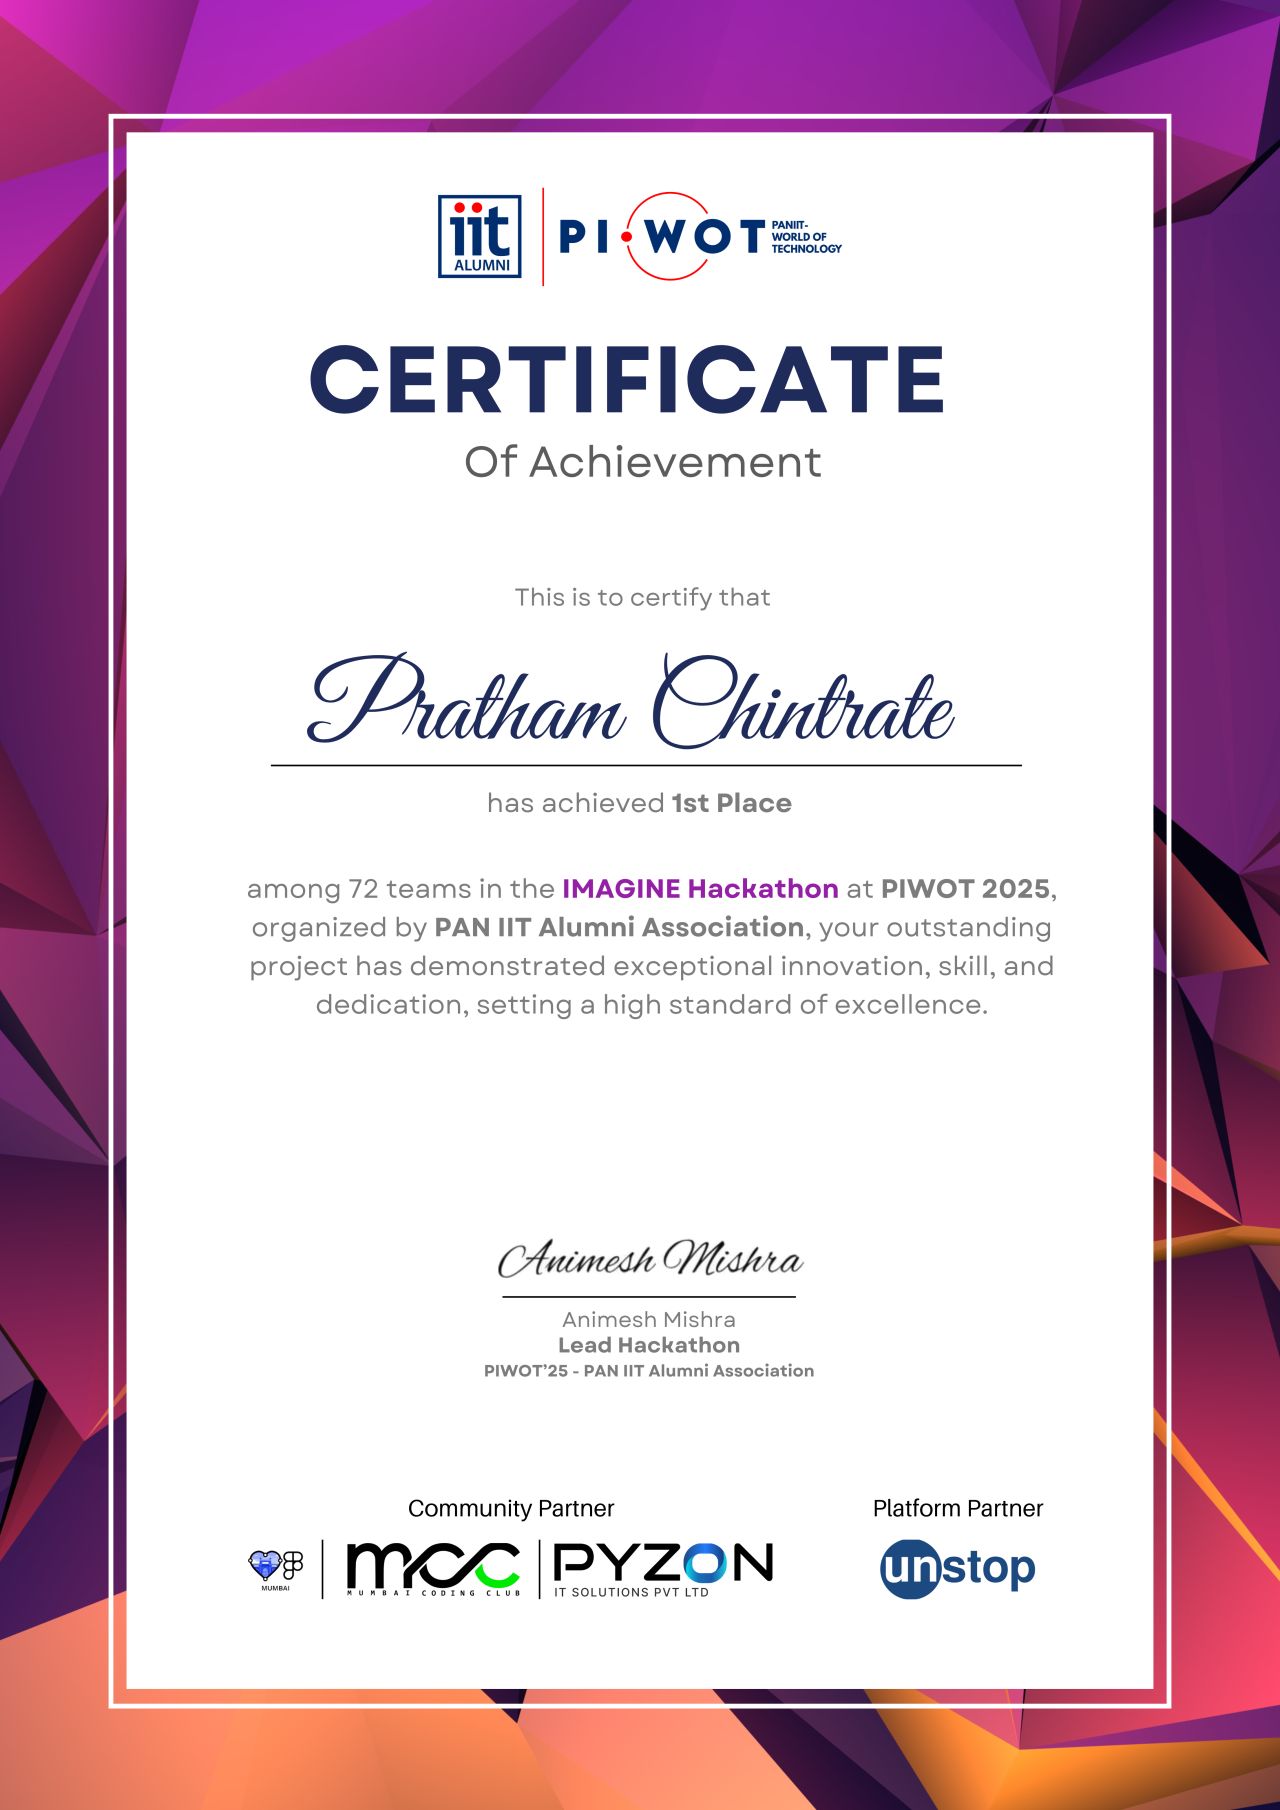 iit
ALUMNI
PI·WOT
PANIIT-
WORLD OF
TECHNOLOGY
CERTIFICATE
Of Achievement
This is to certify that
Pratham Chintrate
has achieved 1st Place
among 72 teams in the IMAGINE Hackathon at PIWOT 2025,
organized by PAN IIT Alumni Association, your outstanding
project has demonstrated exceptional innovation, skill, and
dedication, setting a high standard of excellence.
Animesh Mishra
Animesh Mishra
Lead Hackathon
PIWOT’25 - PAN IIT Alumni Association
Community Partner
MUMBAI
mcc
MUMBAI CODING CLUB
PYZON
IT SOLUTIONS PVT LTD
Platform Partner
unstop